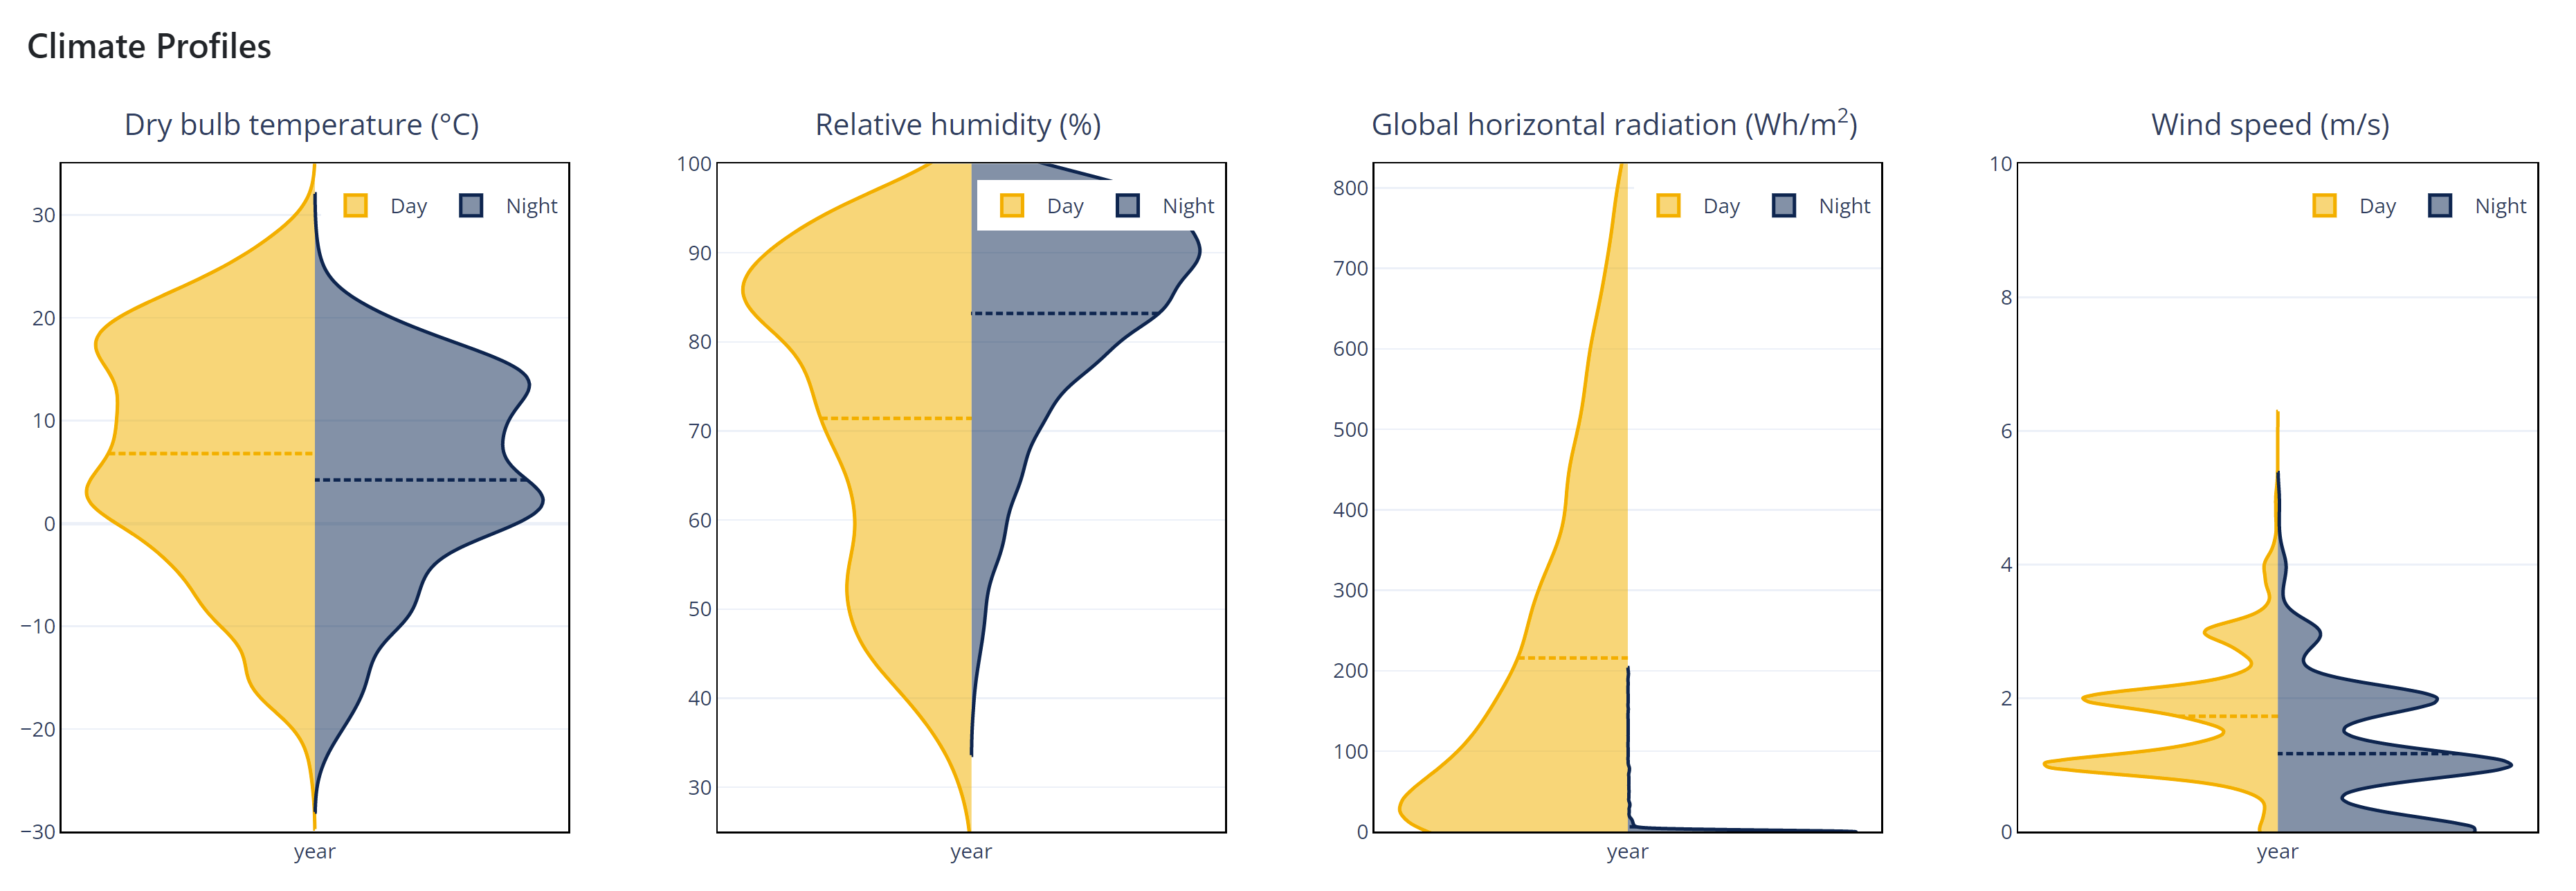 Climate Profiles
Dry bulb temperature (°C)
Day
Night
30
20
10
0
−10
−20
−30
year
Relative humidity (%)
Day
Night
100
90
80
70
60
50
40
30
year
Global horizontal radiation (Wh/m²)
Day
Night
800
700
600
500
400
300
200
100
0
year
Wind speed (m/s)
Day
Night
10
8
6
4
2
0
year